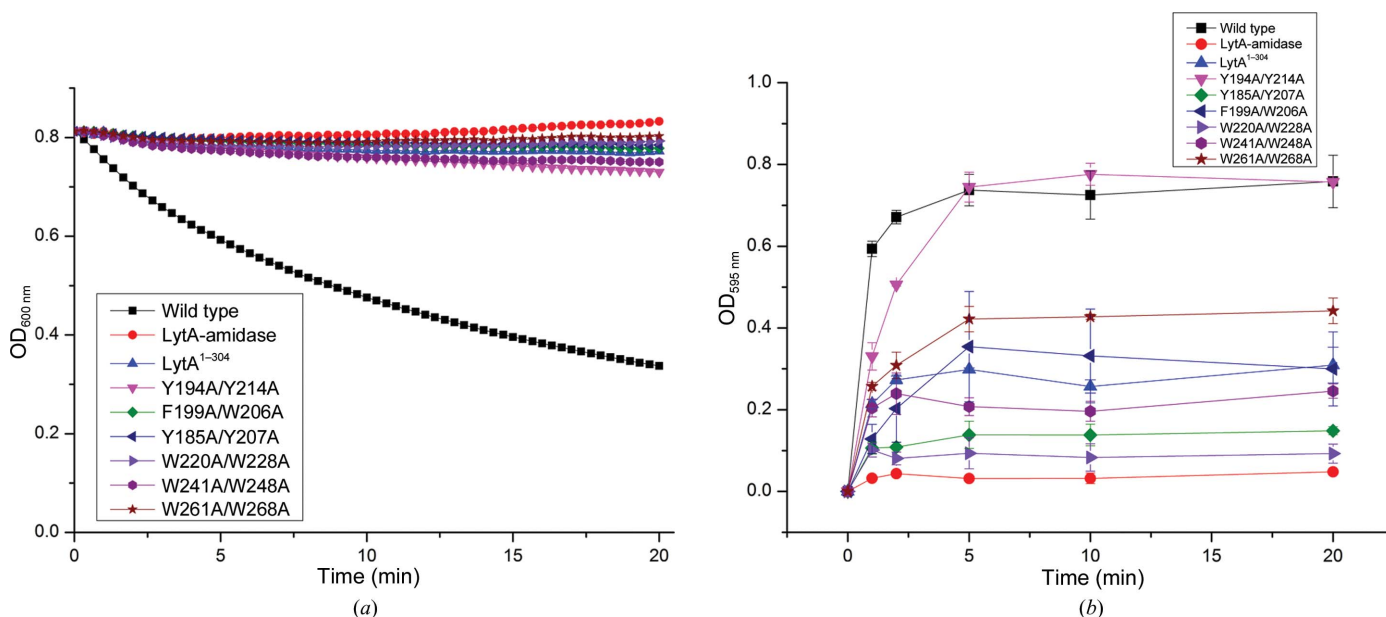 OD600 nm
0.8
0.6
0.4
0.2
0.0
Wild type
LytA-amidase
LytA1–304
Y194A/Y214A
F199A/W206A
Y185A/Y207A
W220A/W228A
W241A/W248A
W261A/W268A
0
5
10
15
20
Time (min)
(a)
OD595 nm
1.0
0.8
0.6
0.4
0.2
0.0
Wild type
LytA-amidase
LytA1–304
Y194A/Y214A
Y185A/Y207A
F199A/W206A
W220A/W228A
W241A/W248A
W261A/W268A
0
5
10
15
20
Time (min)
(b)